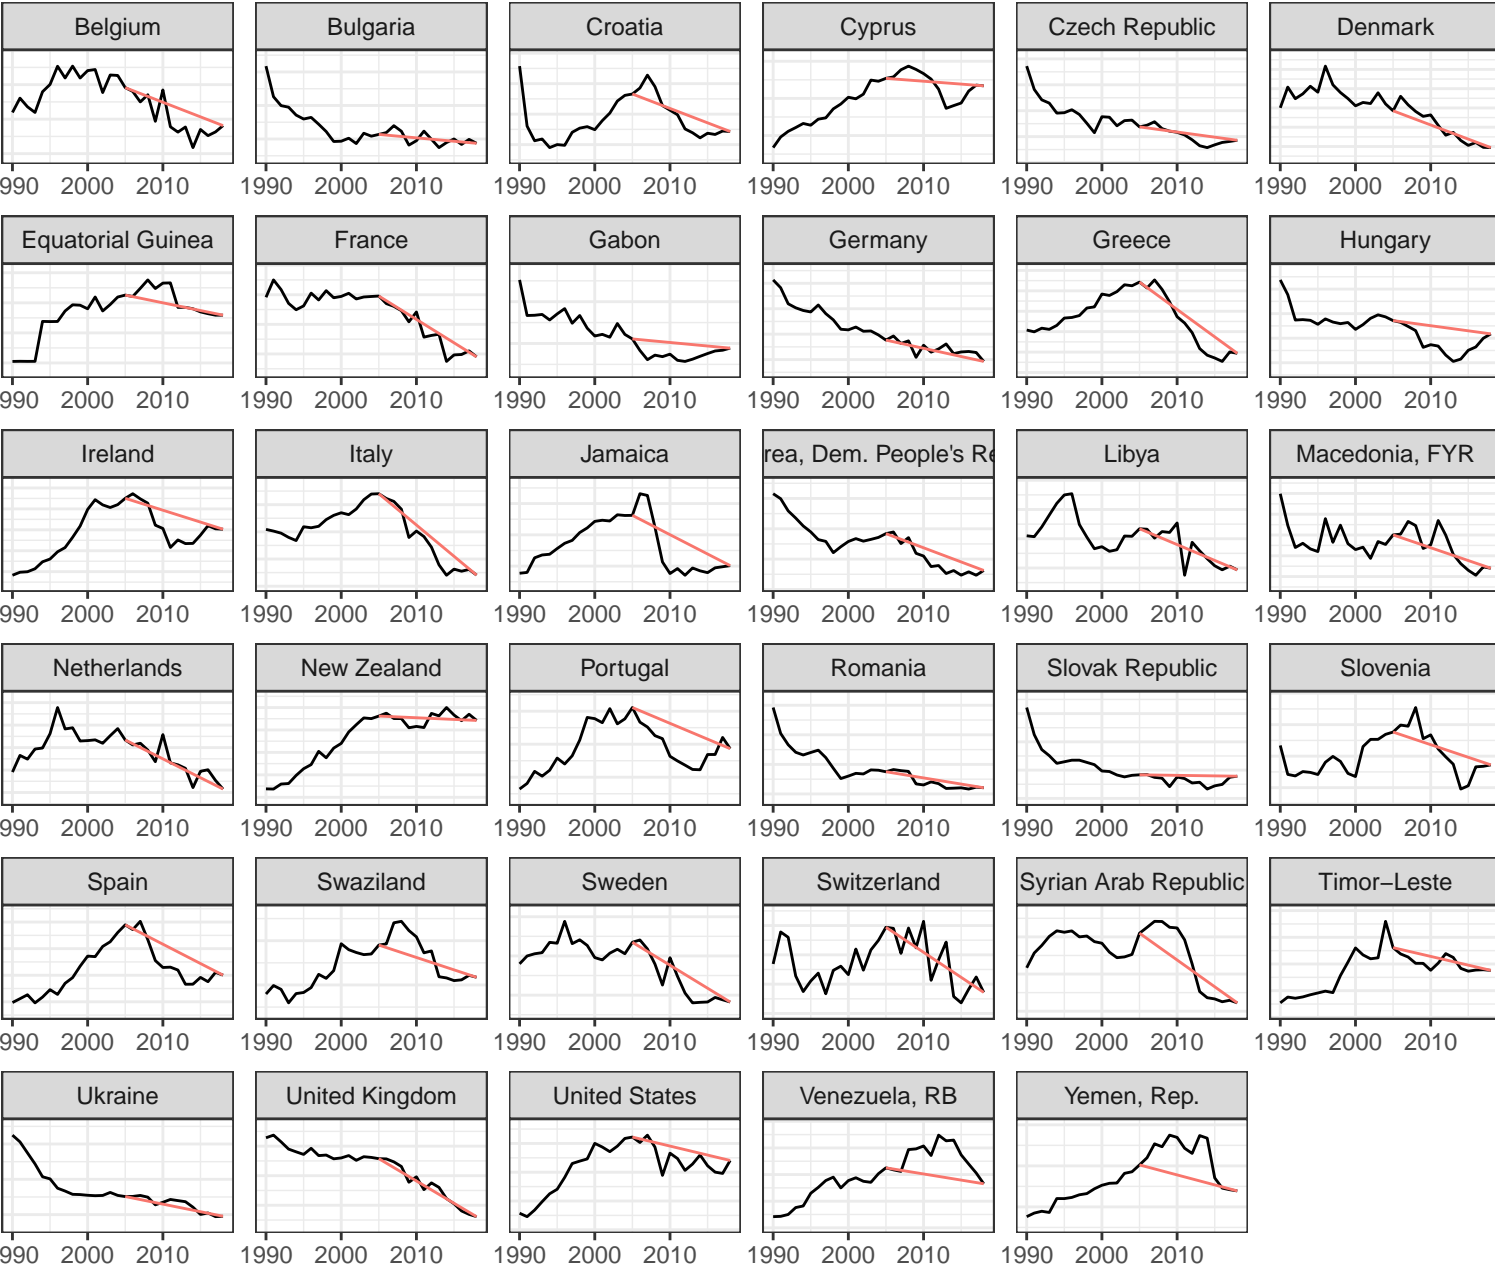 Belgium Bulgaria Croatia Cyprus Czech Republic Denmark
990 2000 2010 1990 2000 2010 1990 2000 2010 1990 2000 2010 1990 2000 2010 1990 2000 2010
Equatorial Guinea France Gabon Germany Greece Hungary
990 2000 2010 1990 2000 2010 1990 2000 2010 1990 2000 2010 1990 2000 2010 1990 2000 2010
Ireland Italy Jamaica rea, Dem. People's Re Libya Macedonia, FYR
990 2000 2010 1990 2000 2010 1990 2000 2010 1990 2000 2010 1990 2000 2010 1990 2000 2010
Netherlands New Zealand Portugal Romania Slovak Republic Slovenia
990 2000 2010 1990 2000 2010 1990 2000 2010 1990 2000 2010 1990 2000 2010 1990 2000 2010
Spain Swaziland Sweden Switzerland Syrian Arab Republic Timor−Leste
990 2000 2010 1990 2000 2010 1990 2000 2010 1990 2000 2010 1990 2000 2010 1990 2000 2010
Ukraine United Kingdom United States Venezuela, RB Yemen, Rep.
990 2000 2010 1990 2000 2010 1990 2000 2010 1990 2000 2010 1990 2000 2010